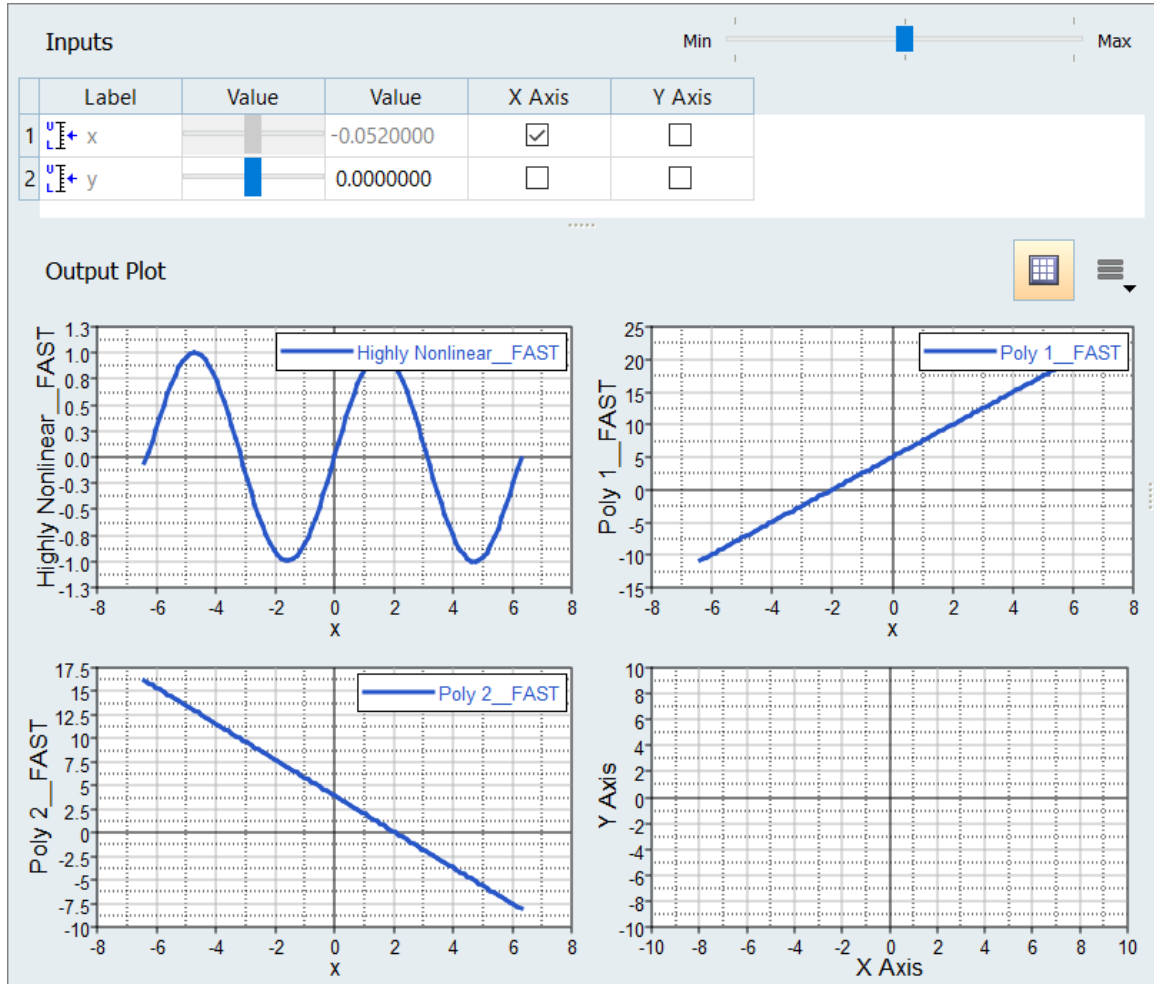 Inputs
Min Max
Label Value Value X Axis Y Axis
1 U L x -0.0520000
2 U L y 0.0000000
Output Plot
Highly Nonlinear__FAST
1.3
1.0
0.8
0.5
0.3
0.0
-0.3
-0.5
-0.8
-1.0
-1.3
Highly Nonlinear__FAST
-8 -6 -4 -2 0 2 4 6 8
x
Poly 1__FAST
25
20
15
10
5
0
-5
-10
-15
Poly 1__FAST
-8 -6 -4 -2 0 2 4 6 8
x
Poly 2__FAST
17.5
15
12.5
10
7.5
5
2.5
0
-2.5
-5
-7.5
-10
Poly 2__FAST
-8 -6 -4 -2 0 2 4 6 8
x
Y Axis
10
8
6
4
2
0
-2
-4
-6
-8
-10
-10 -8 -6 -4 -2 0 2 4 6 8 10
X Axis